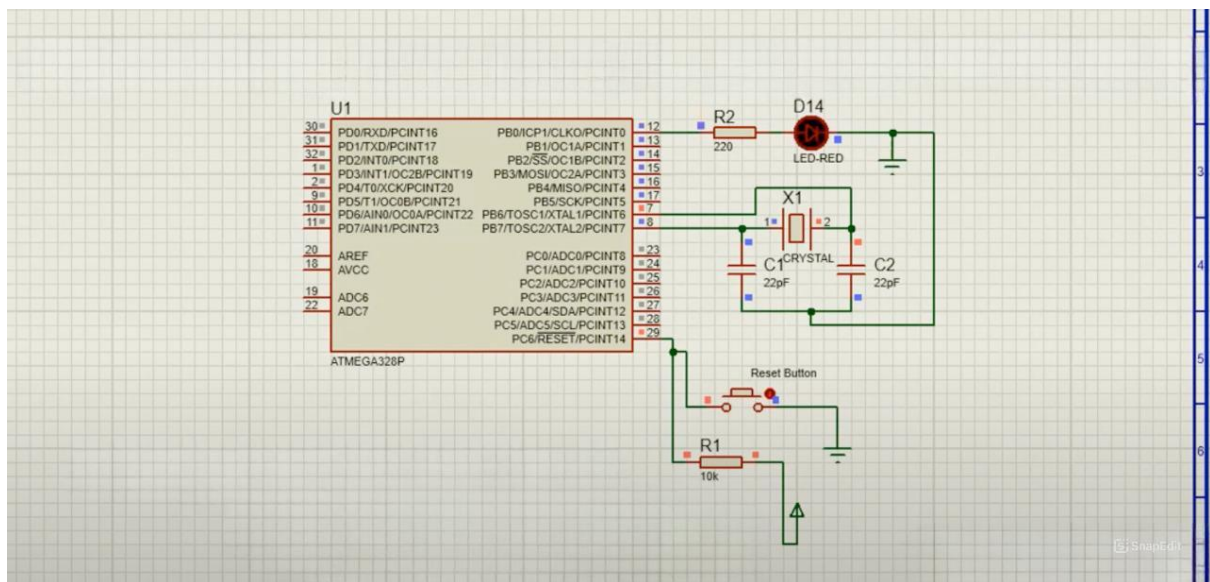 U1
30 PD0/RXD/PCINT16 PB0/ICP1/CLKO/PCINT0 12
31 PD1/TXD/PCINT17 PB1/OC1A/PCINT1 13
32 PD2/INT0/PCINT18 PB2/SS/OC1B/PCINT2 14
1 PD3/INT1/OC2B/PCINT19 PB3/MOSI/OC2A/PCINT3 15
2 PD4/T0/XCK/PCINT20 PB4/MISO/PCINT4 16
9 PD5/T1/OC0B/PCINT21 PB5/SCK/PCINT5 17
10 PD6/AIN0/OC0A/PCINT22 PB6/TOSC1/XTAL1/PCINT6 7
11 PD7/AIN1/PCINT23 PB7/TOSC2/XTAL2/PCINT7 8
20 AREF PC0/ADC0/PCINT8 23
18 AVCC PC1/ADC1/PCINT9 24
PC2/ADC2/PCINT10 25
19 ADC6 PC3/ADC3/PCINT11 26
22 ADC7 PC4/ADC4/SDA/PCINT12 27
PC5/ADC5/SCL/PCINT13 28
PC6/RESET/PCINT14 29
ATMEGA328P
R2
220
D14
LED-RED
X1
1 2
CRYSTAL
C1
22pF
C2
22pF
Reset Button
R1
10k
3
4
5
6
SnapEdit